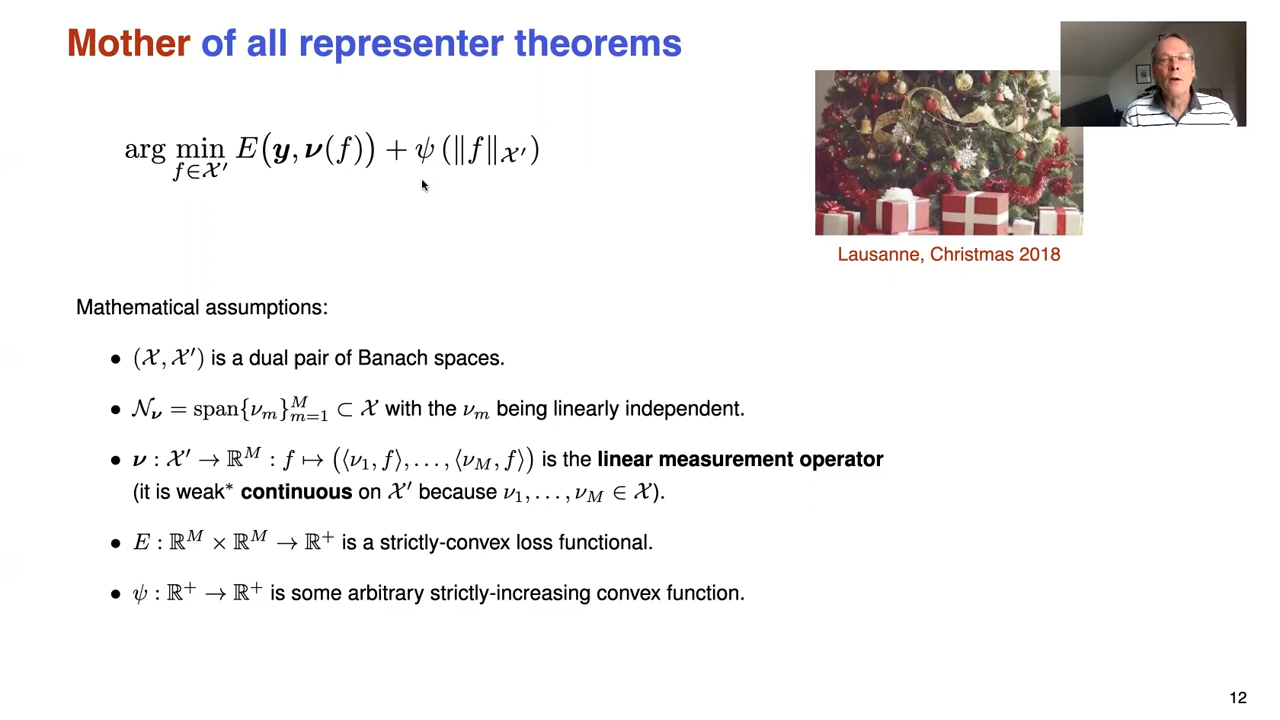 Mother of all representer theorems
arg min_{f∈𝒳′} E(𝒚, 𝝂(f)) + ψ (‖f‖_{𝒳′})
Lausanne, Christmas 2018
Mathematical assumptions:
• (𝒳, 𝒳′) is a dual pair of Banach spaces.
• 𝒩_𝝂 = span{ν_m}_{m=1}^M ⊂ 𝒳 with the ν_m being linearly independent.
• 𝝂 : 𝒳′ → ℝ^M : f ↦ (⟨ν_1, f⟩, . . . , ⟨ν_M, f⟩) is the linear measurement operator
(it is weak* continuous on 𝒳′ because ν_1, . . . , ν_M ∈ 𝒳).
• E : ℝ^M × ℝ^M → ℝ^+ is a strictly-convex loss functional.
• ψ : ℝ^+ → ℝ^+ is some arbitrary strictly-increasing convex function.
12